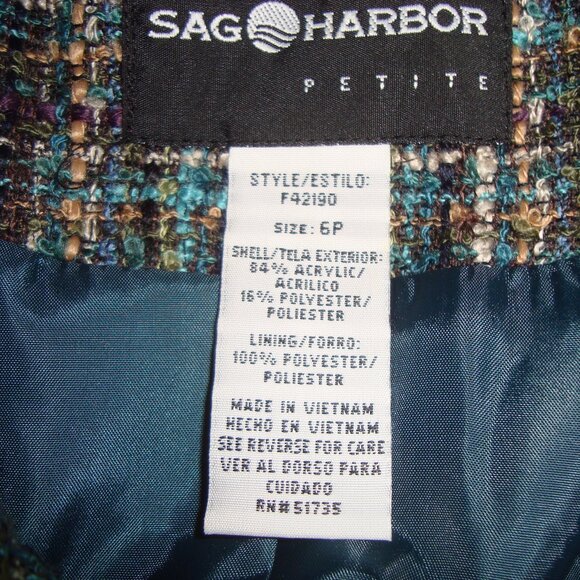 SAG HARBOR
PETITE
STYLE/ESTILO:
F42190
SIZE: 6P
SHELL/TELA EXTERIOR:
84% ACRYLIC/
ACRILICO
16% POLYESTER/
POLIESTER
LINING/FORRO:
100% POLYESTER/
POLIESTER
MADE IN VIETNAM
HECHO EN VIETNAM
SEE REVERSE FOR CARE
VER AL DORSO PARA
CUIDADO
RN# 51735